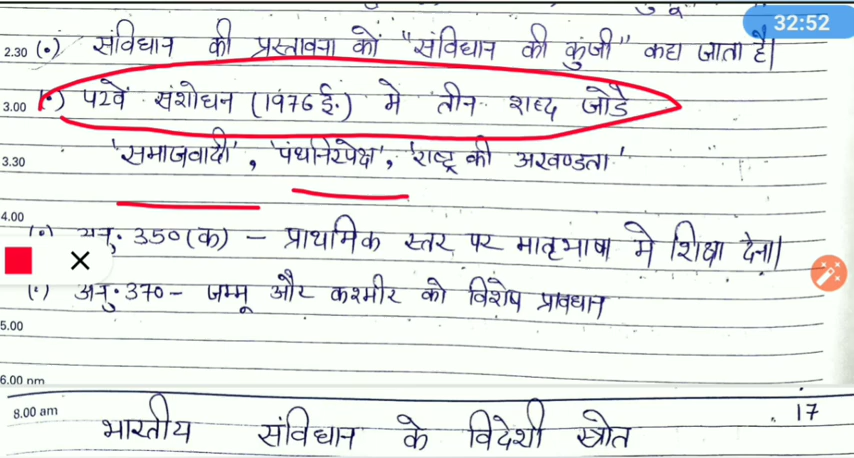 32:52
2.30 (•) संविधान की प्रस्तावना को "संविधान की कुंजी" कहा जाता है|
3.00 (•) 42वें संशोधन (1976 ई.) मे तीन शब्द जोडे
3.30 'समाजवादी', 'पंथनिरपेक्ष', 'राष्ट्र की अखण्डता'
4.00
(•) अनु. 350(क) – प्राथमिक स्तर पर मातृभाषा मे शिक्षा देना|
(•) अनु. 370 – जम्मू और कश्मीर को विशेष प्रावधान
5.00
6.00 pm
8.00 am 17
भारतीय संविधान के विदेशी स्त्रोत